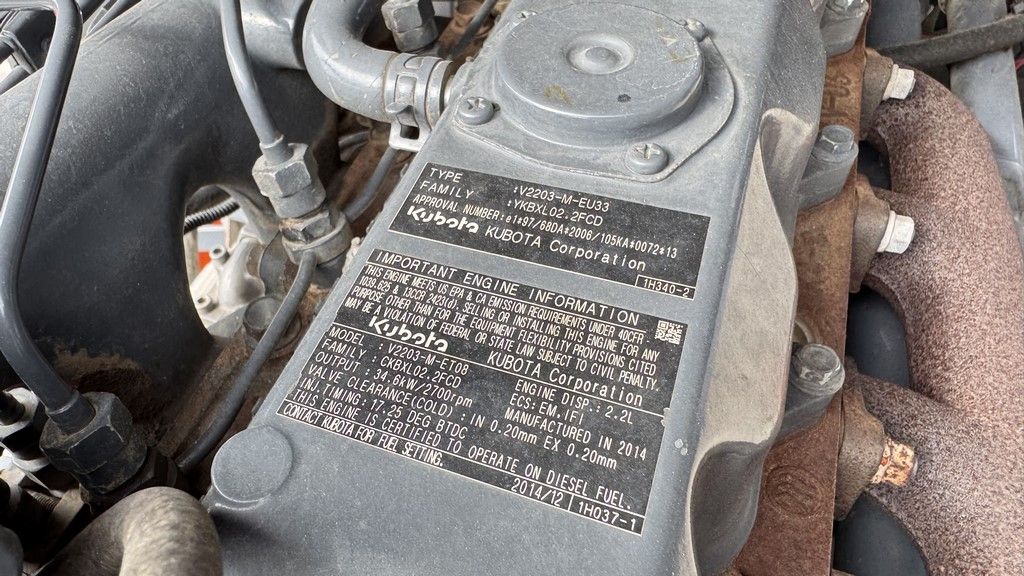 TYPE :V2203-M-EU33
FAMILY :YKBXL02.2FCD
APPROVAL NUMBER:e1*97/68DA*2006/105KA*0072*13
Kubota KUBOTA Corporation
1H340-2
IMPORTANT ENGINE INFORMATION
THIS ENGINE MEETS US EPA & CA EMISSION REQUIREMENTS UNDER 40CFR
1039.625 & 13CCR 2423(d). SELLING OR INSTALLING THIS ENGINE FOR ANY
PURPOSE OTHER THAN FOR THE EQUIPMENT FLEXIBILITY PROVISIONS CITED
MAY BE A VIOLATION OF FEDERAL OR STATE LAW SUBJECT TO CIVIL PENALTY.
Kubota KUBOTA Corporation
MODEL : V2203-M-ET08
FAMILY : CKBXL02.2FCD ENGINE DISP.: 2.2L
OUTPUT : 34.6kW/2700rpm ECS: EM, IFI
MANUFACTURED IN 2014
VALVE CLEARANCE(COLD) : IN 0.20mm EX 0.20mm
INJ.TIMING: 17.25 DEG BTDC
THIS ENGINE IS CERTIFIED TO OPERATE ON DIESEL FUEL.
CONTACT KUBOTA FOR FUEL SETTING.
2014/12 1H037-1